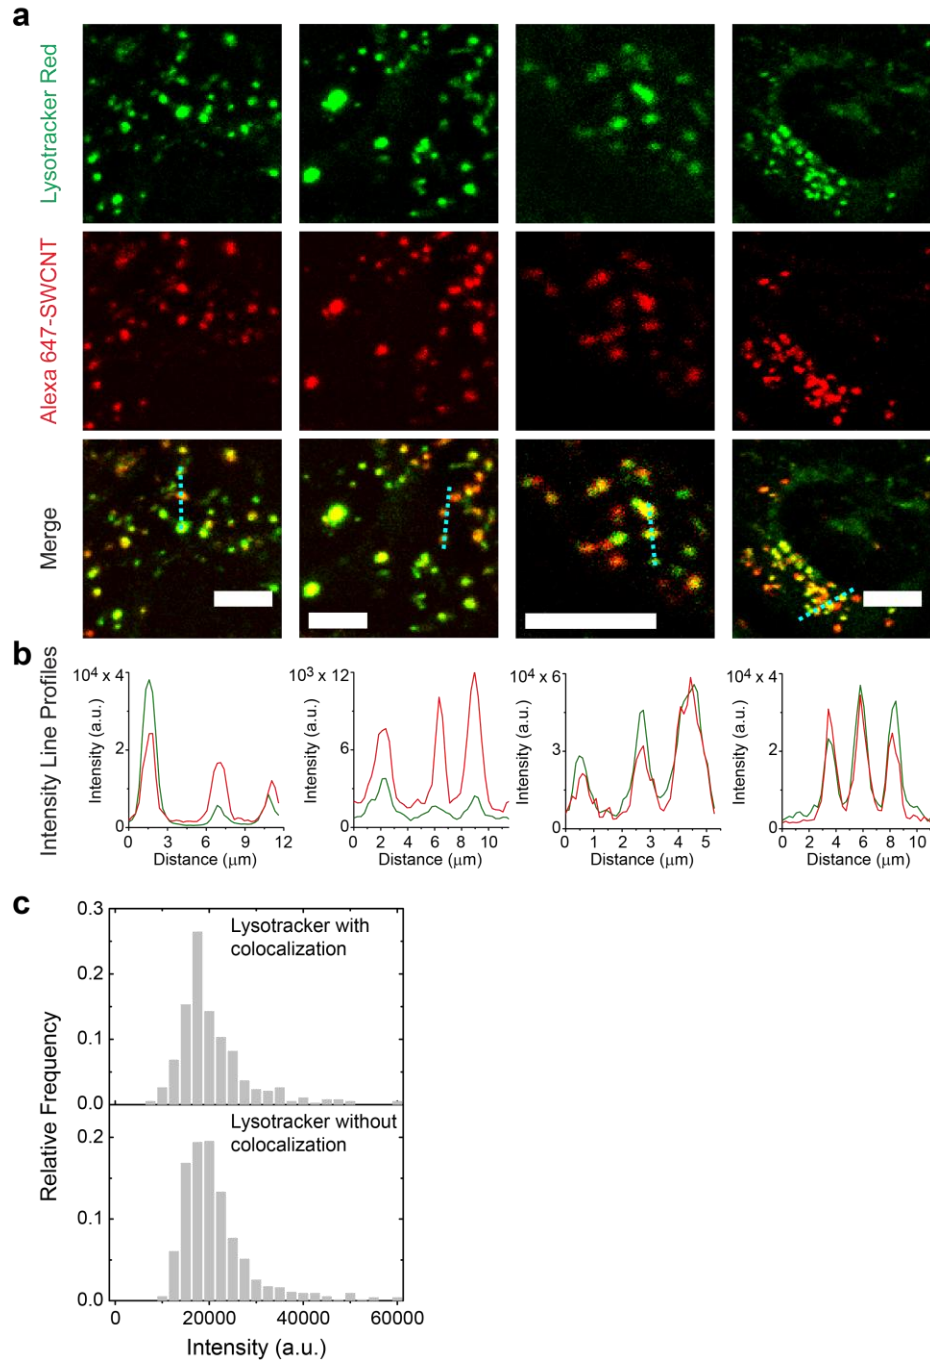 a
Lysotracker Red
Alexa 647-SWCNT
Merge
b
Intensity Line Profiles
10⁴ x 4
2
0
Intensity (a.u.)
0 3 6 9 12
Distance (μm)
10³ x 12
6
0
Intensity (a.u.)
0 2 4 6 8 10
Distance (μm)
10⁴ x 6
3
0
Intensity (a.u.)
0 1 2 3 4 5
Distance (μm)
10⁴ x 4
2
0
Intensity (a.u.)
0 2 4 6 8 10
Distance (μm)
c
Relative Frequency
0.3
0.2
0.1
0.0
Lysotracker with
colocalization
0.2
0.1
0.0
Lysotracker without
colocalization
0 20000 40000 60000
Intensity (a.u.)